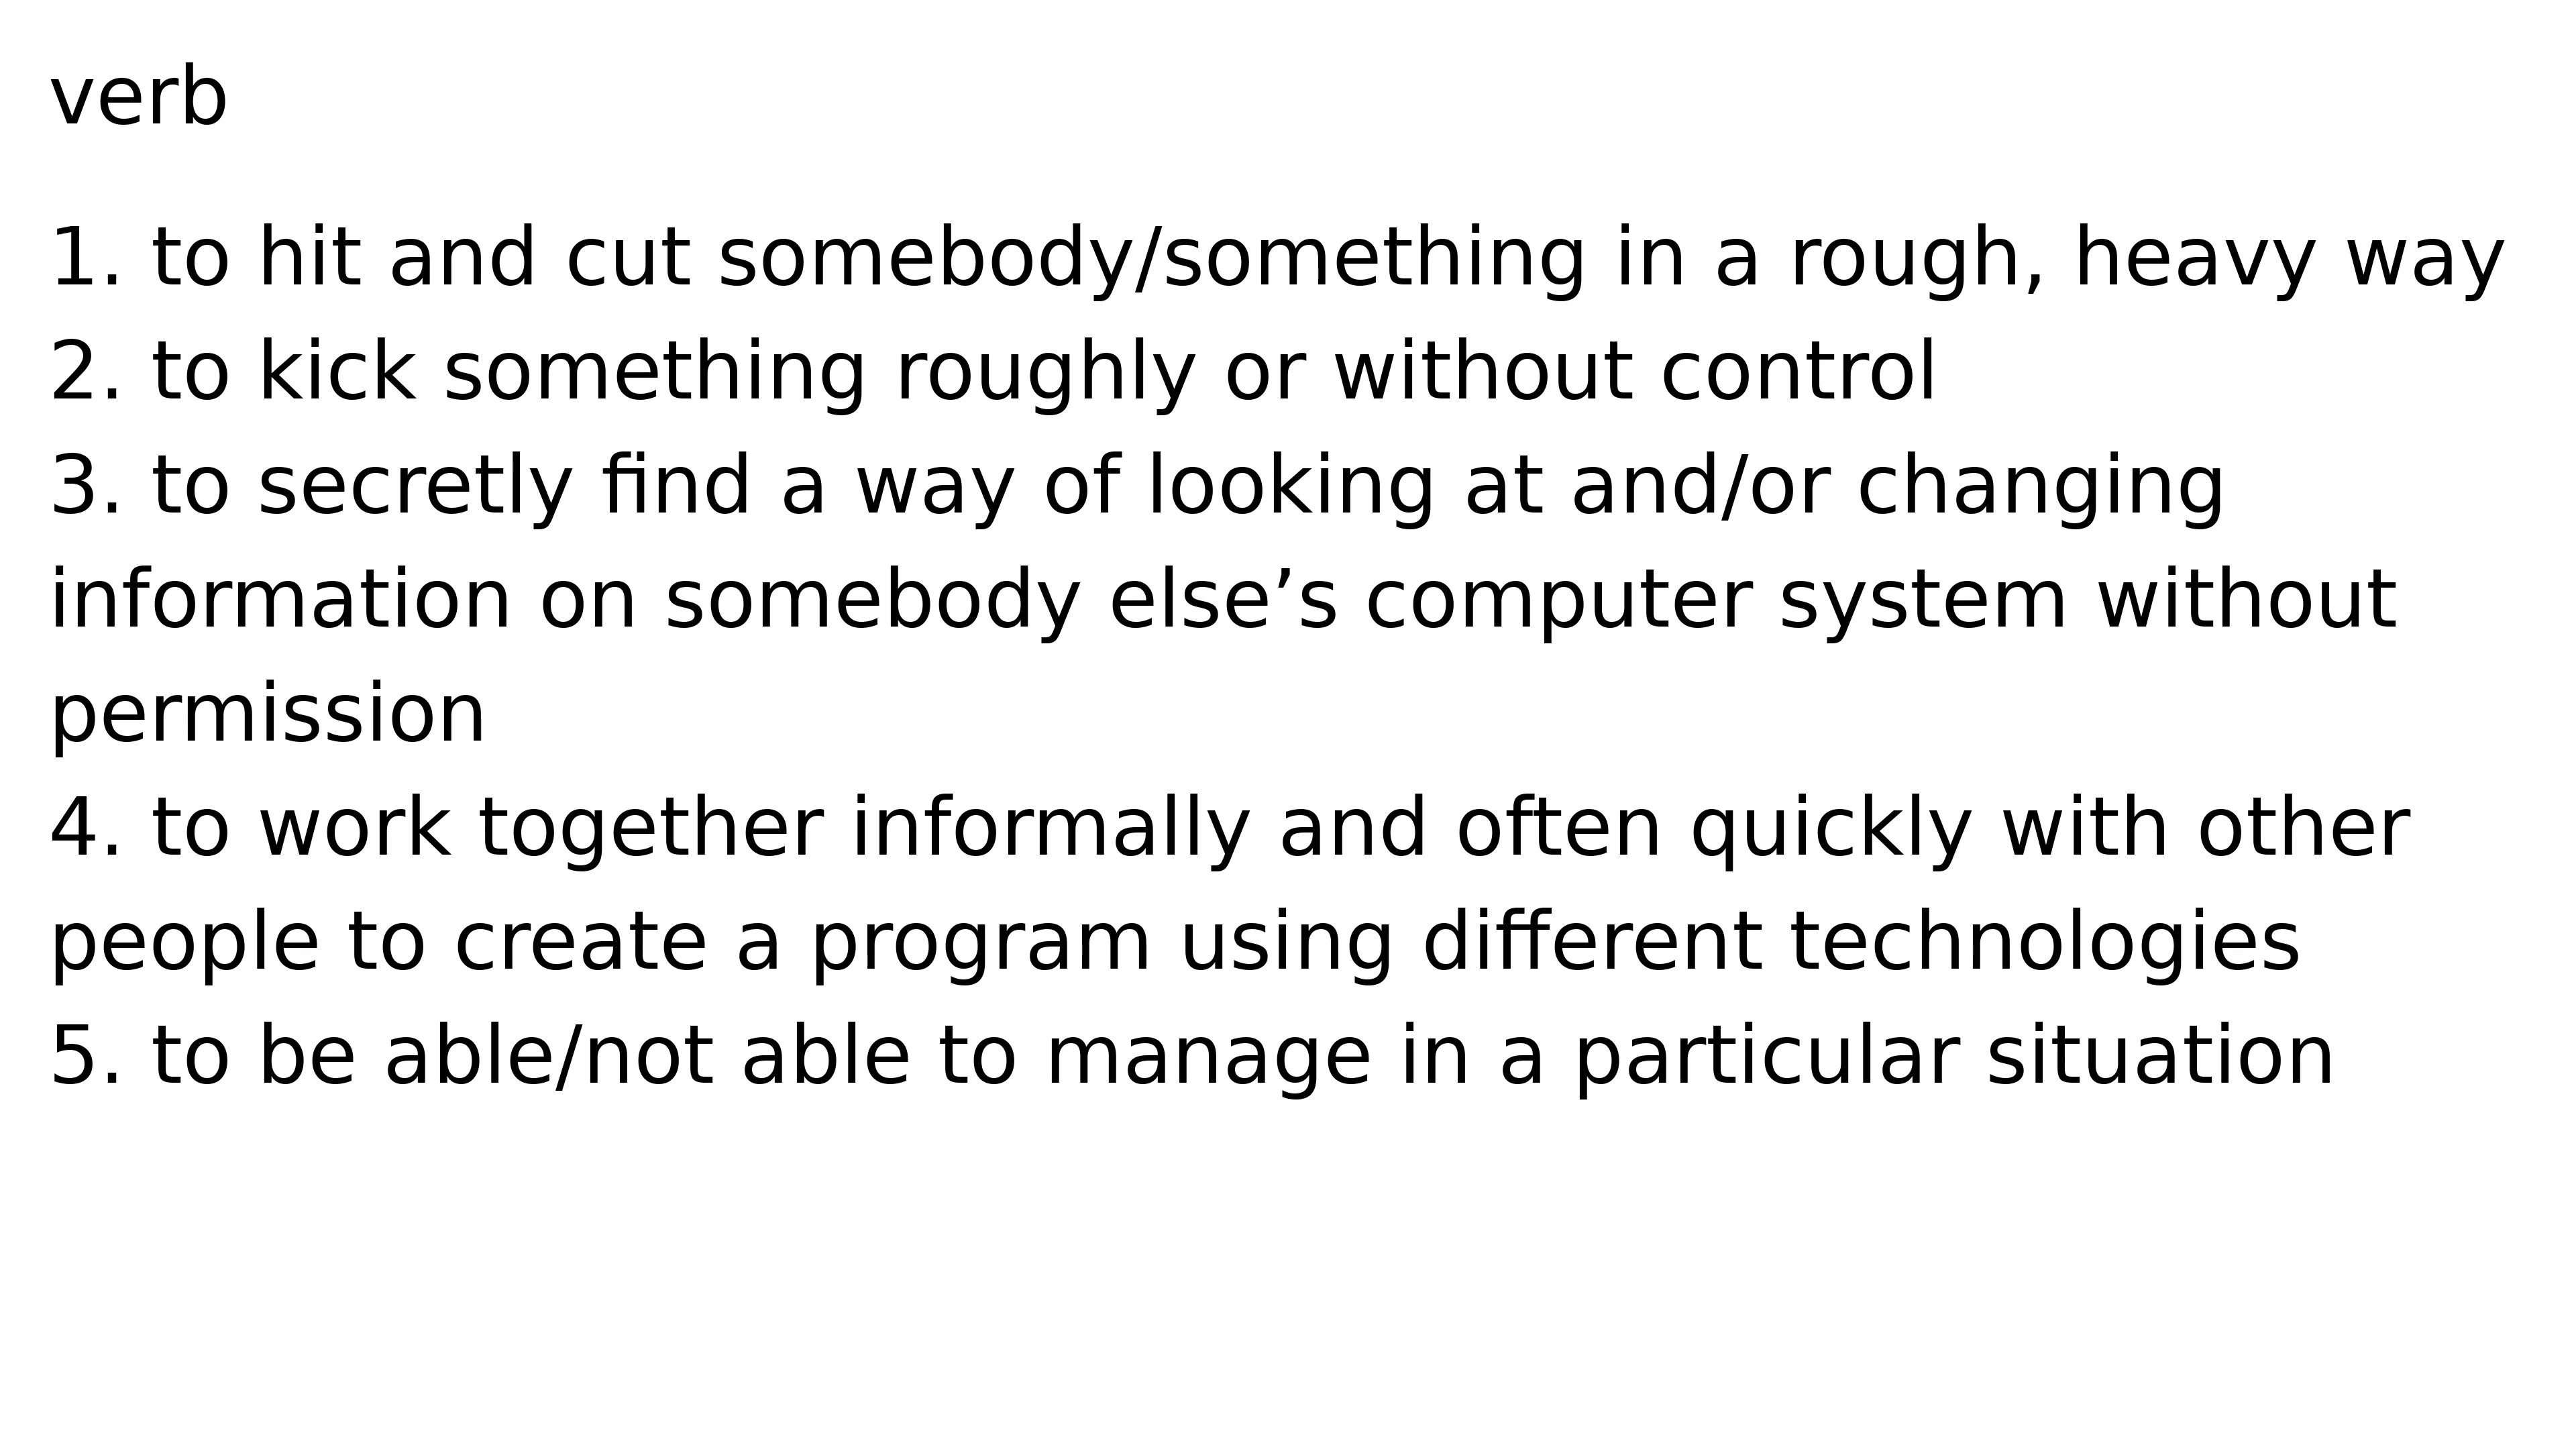 verb
1. to hit and cut somebody/something in a rough, heavy way
2. to kick something roughly or without control
3. to secretly find a way of looking at and/or changing
information on somebody else’s computer system without
permission
4. to work together informally and often quickly with other
people to create a program using different technologies
5. to be able/not able to manage in a particular situation